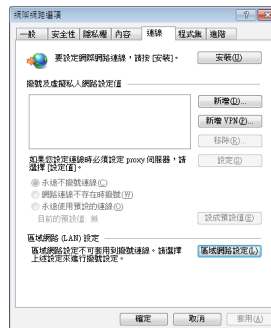 網際網路選項
一般 安全性 隱私權 內容 連線 程式集 進階
要設定網際網路連線，請按 [安裝]。
安裝(U)
撥號及虛擬私人網路設定值
新增(D)...
新增 VPN(P)...
移除(R)...
如果您設定連線時必須設定 proxy 伺服器，請選擇 [設定值]。
設定(S)
永遠不撥號連線(C)
網路連線不存在時撥號(W)
永遠使用預設的連線(O)
目前的預設值: 無
設成預設值(E)
區域網路 (LAN) 設定
區域網路設定不可套用到撥號連線。請選擇
上述設定來進行撥號設定。
區域網路設定(L)
確定 取消 套用(A)